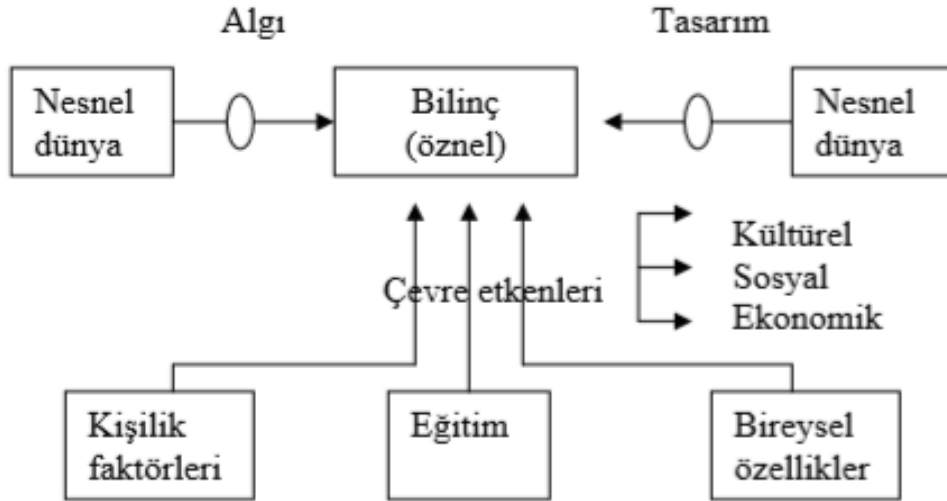 Algı
Tasarım
Nesnel
dünya
Bilinç
(öznel)
Nesnel
dünya
Çevre etkenleri
Kültürel
Sosyal
Ekonomik
Kişilik
faktörleri
Eğitim
Bireysel
özellikler